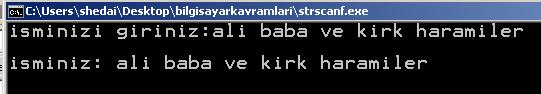 C:\Users\shedai\Desktop\bilgisayarkavramlari\strscanf.exe
isminizi giriniz:ali baba ve kirk haramiler
isminiz: ali baba ve kirk haramiler